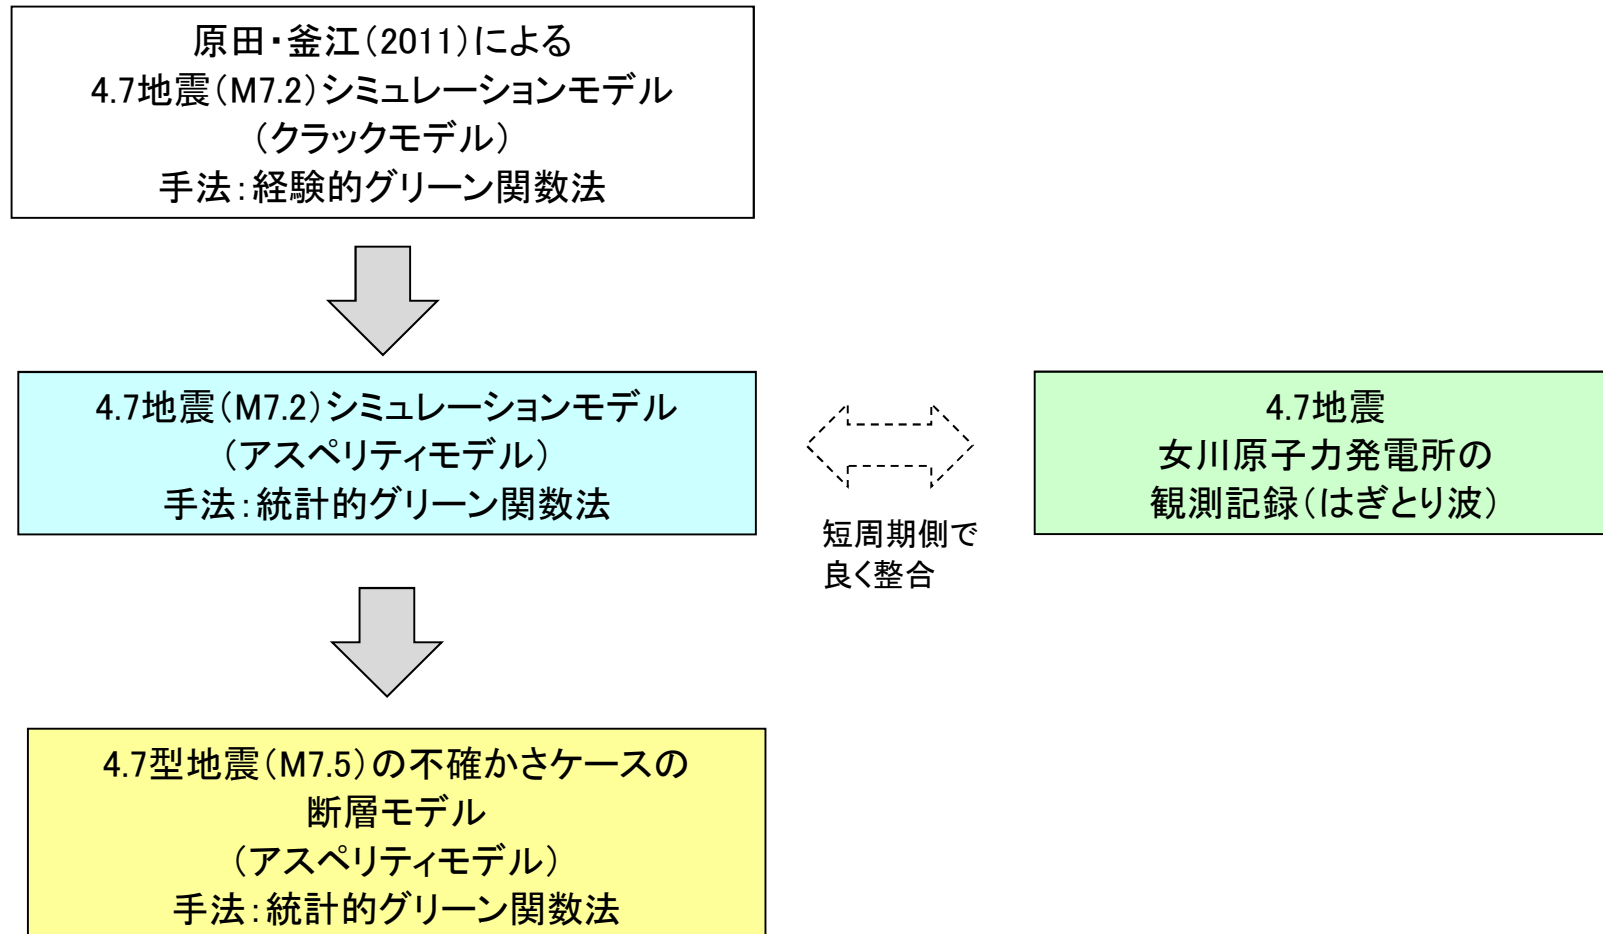 原田・釜江(2011)による
4.7地震(M7.2)シミュレーションモデル
(クラックモデル)
手法:経験的グリーン関数法
4.7地震(M7.2)シミュレーションモデル
(アスペリティモデル)
手法:統計的グリーン関数法
短周期側で
良く整合
4.7地震
女川原子力発電所の
観測記録(はぎとり波)
4.7型地震(M7.5)の不確かさケースの
断層モデル
(アスペリティモデル)
手法:統計的グリーン関数法